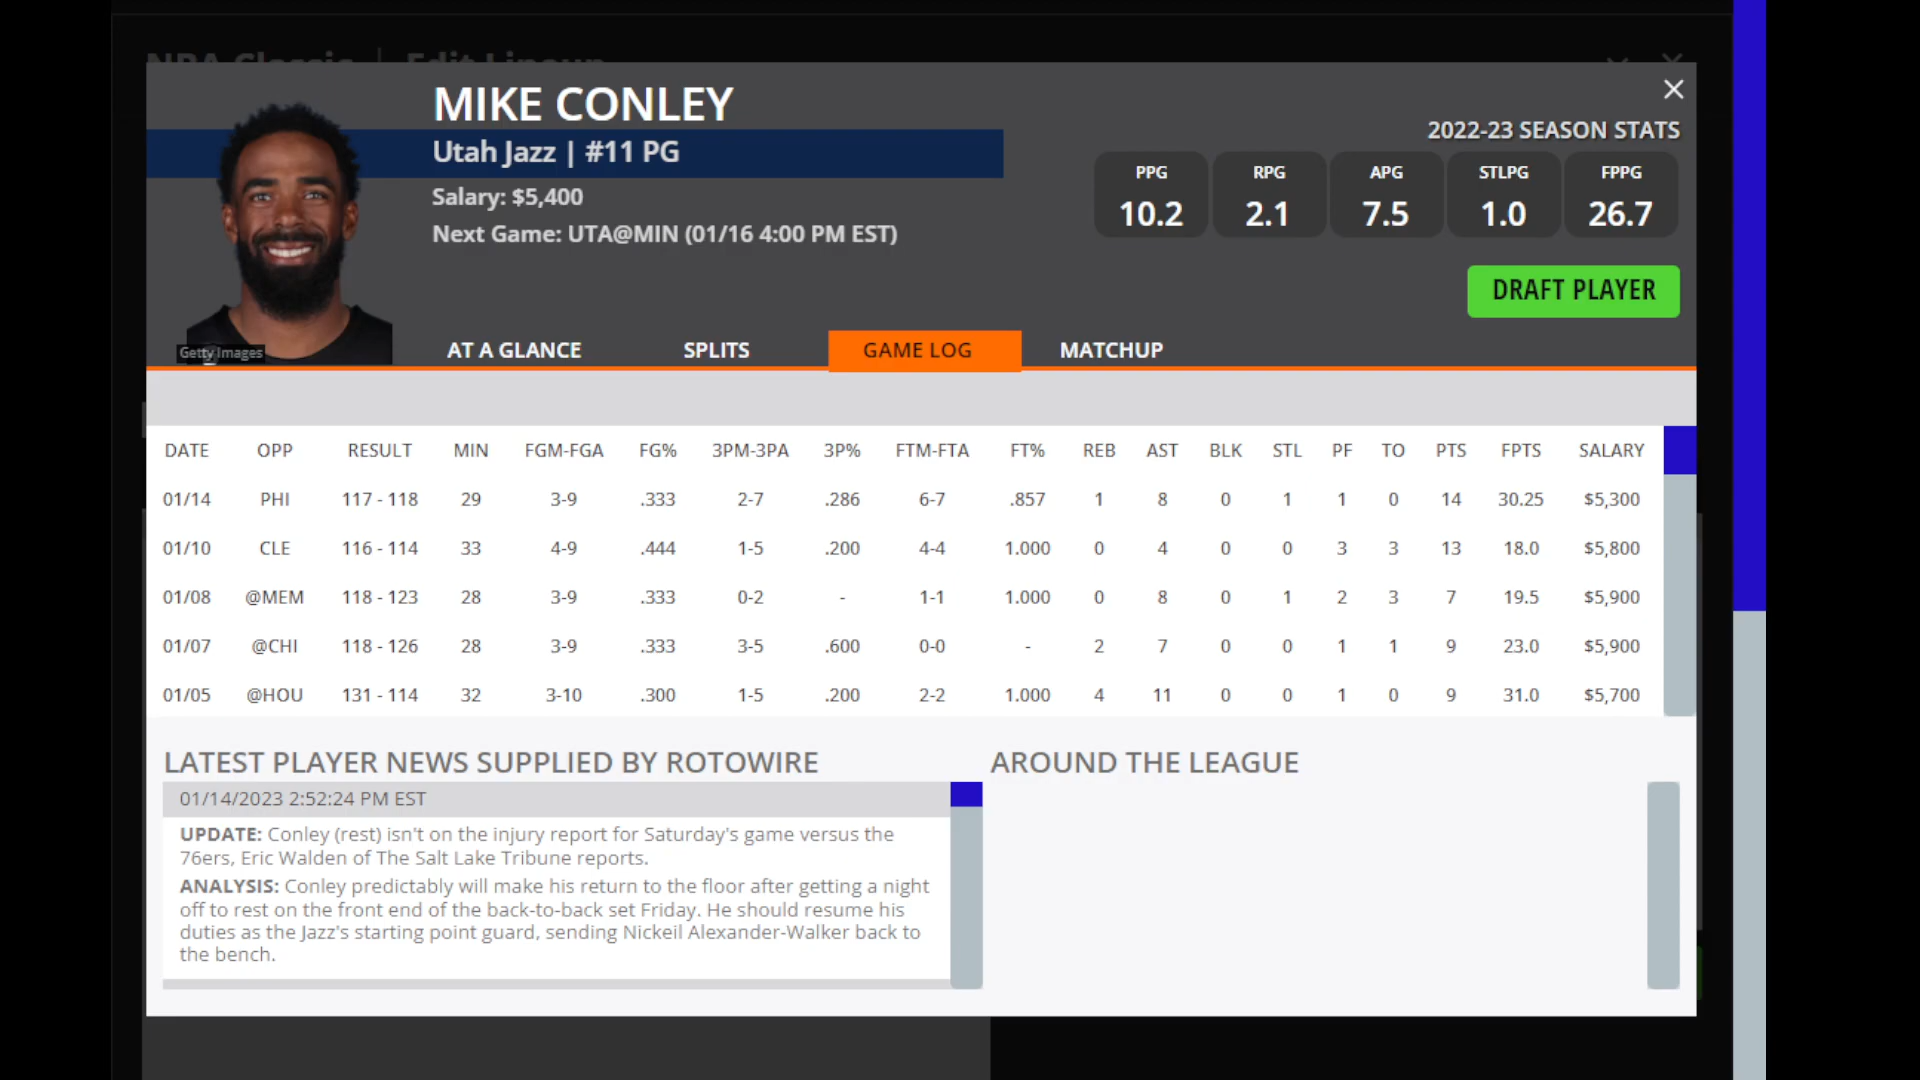 NBA Classic | Edit Lineup
MIKE CONLEY
Utah Jazz | #11 PG
Salary: $5,400
Next Game: UTA@MIN (01/16 4:00 PM EST)
2022-23 SEASON STATS
PPG RPG APG STLPG FPPG
10.2 2.1 7.5 1.0 26.7
DRAFT PLAYER
Getty Images
AT A GLANCE SPLITS GAME LOG MATCHUP
DATE OPP RESULT MIN FGM-FGA FG% 3PM-3PA 3P% FTM-FTA FT% REB AST BLK STL PF TO PTS FPTS SALARY
01/14 PHI 117 - 118 29 3-9 .333 2-7 .286 6-7 .857 1 8 0 1 1 0 14 30.25 $5,300
01/10 CLE 116 - 114 33 4-9 .444 1-5 .200 4-4 1.000 0 4 0 0 3 3 13 18.0 $5,800
01/08 @MEM 118 - 123 28 3-9 .333 0-2 - 1-1 1.000 0 8 0 1 2 3 7 19.5 $5,900
01/07 @CHI 118 - 126 28 3-9 .333 3-5 .600 0-0 - 2 7 0 0 1 1 9 23.0 $5,900
01/05 @HOU 131 - 114 32 3-10 .300 1-5 .200 2-2 1.000 4 11 0 0 1 0 9 31.0 $5,700
LATEST PLAYER NEWS SUPPLIED BY ROTOWIRE
01/14/2023 2:52:24 PM EST
UPDATE: Conley (rest) isn't on the injury report for Saturday's game versus the
76ers, Eric Walden of The Salt Lake Tribune reports.
ANALYSIS: Conley predictably will make his return to the floor after getting a night
off to rest on the front end of the back-to-back set Friday. He should resume his
duties as the Jazz's starting point guard, sending Nickeil Alexander-Walker back to
the bench.
AROUND THE LEAGUE